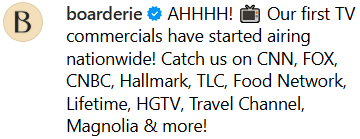 B
boarderie AHHHH! 📺 Our first TV
commercials have started airing
nationwide! Catch us on CNN, FOX,
CNBC, Hallmark, TLC, Food Network,
Lifetime, HGTV, Travel Channel,
Magnolia & more!